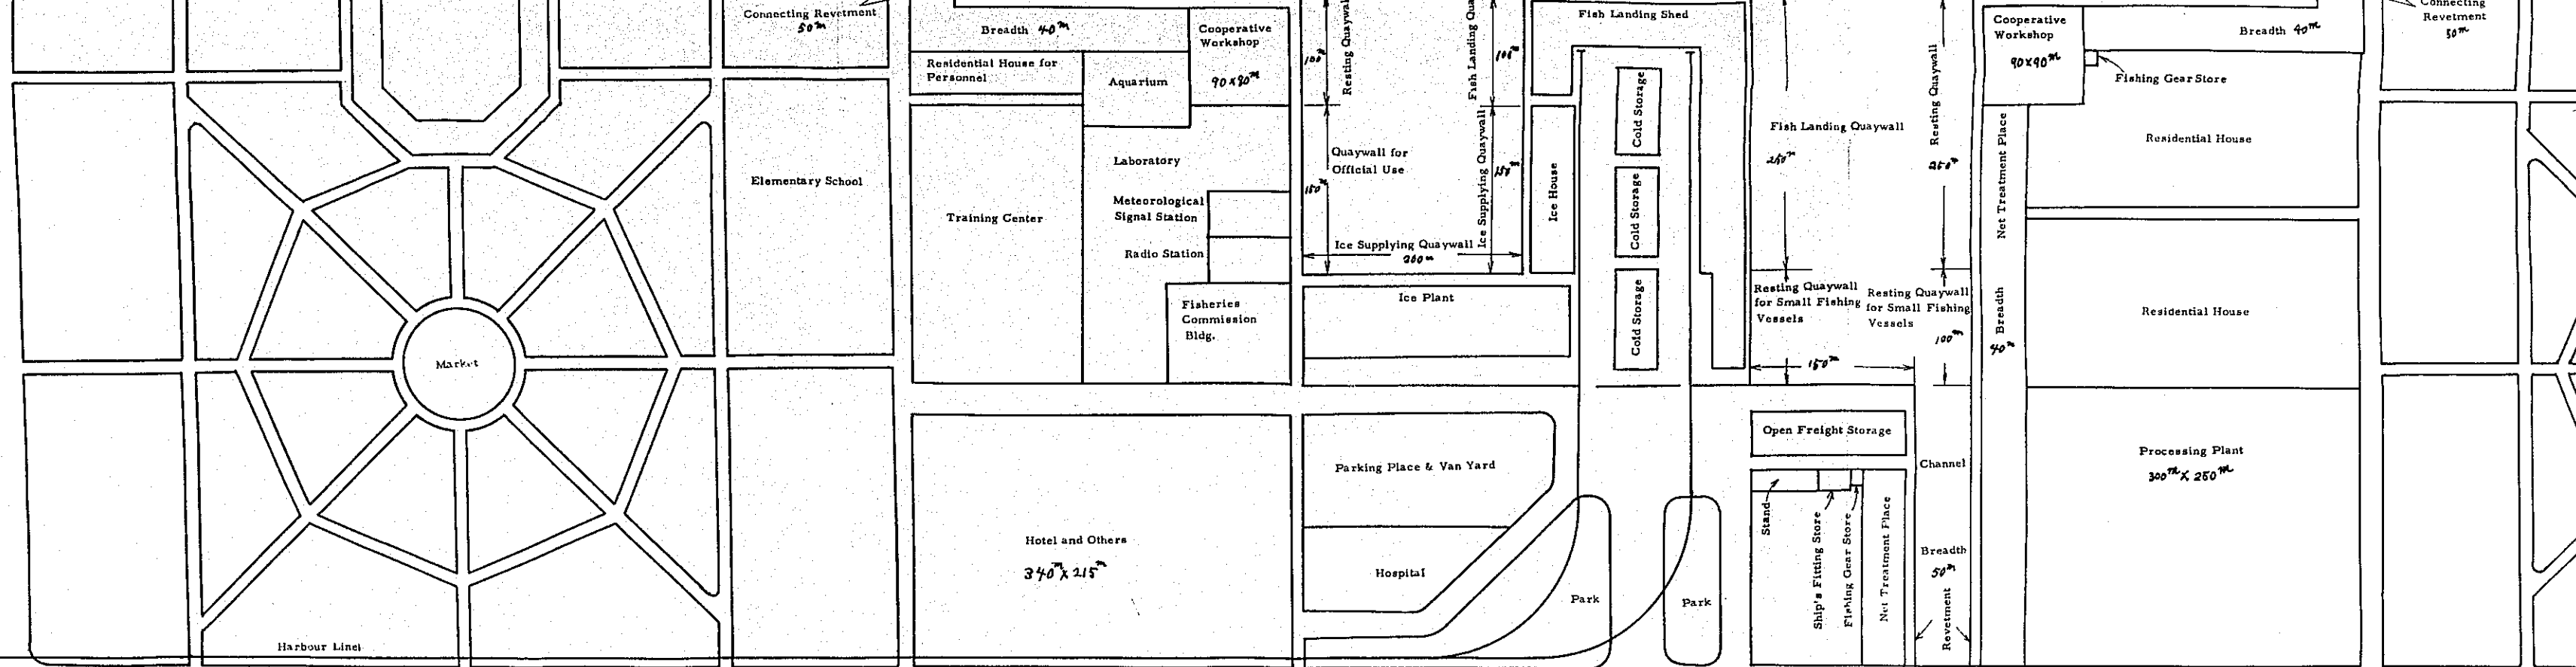 Connecting Revetment
50m
Breadth 40m
Cooperative
Workshop
90x90m
Residential House for
Personnel
Aquarium
Elementary School
Training Center
Laboratory
Meteorological
Signal Station
Radio Station
Fisheries
Commission
Bldg.
Market
Harbour Line
Hotel and Others
340m x 215m
100m
Resting Quaywal
Fish Landing Qua
100m
Quaywall for
Official Use
150m
Ice Supplying Quaywall
150m
Ice Supplying Quaywall
200m
Ice House
Ice Plant
Fish Landing Shed
Cold Storage
Cold Storage
Cold Storage
Parking Place & Van Yard
Hospital
Park
Park
Fish Landing Quaywall
250m
Resting Quaywall
250m
Resting Quaywall
for Small Fishing
Vessels
Resting Quaywall
for Small Fishing
Vessels
100m
150m
Open Freight Storage
Stand
Ship's Fitting Store
Fishing Gear Store
Net Treatment Place
Channel
Breadth
50m
Revetment
Cooperative
Workshop
90x90m
Breadth 40m
Fishing Gear Store
Net Treatment Place
Breadth
40m
Residential House
Residential House
Processing Plant
300m x 250m
Connecting
Revetment
50m